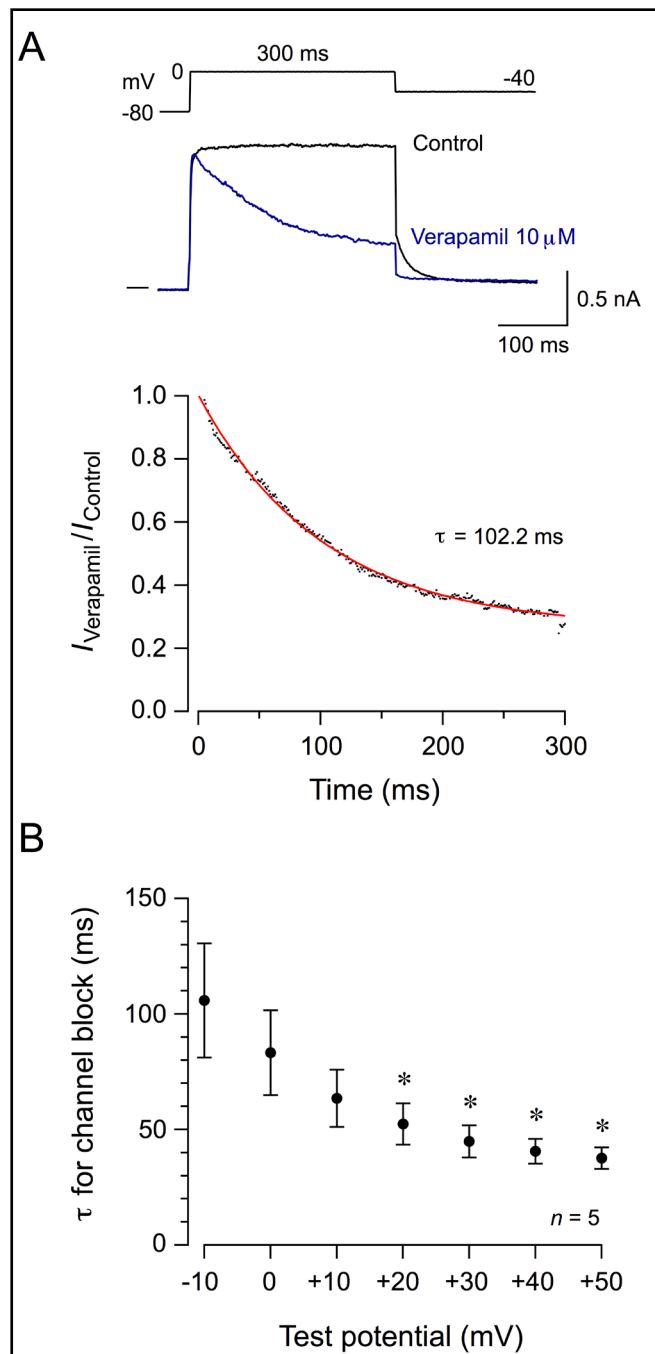 A
300 ms
0
mV
-80
-40
Control
Verapamil 10 μM
0.5 nA
100 ms
1.0
0.8
0.6
0.4
0.2
0.0
I Verapamil/I Control
τ = 102.2 ms
0 100 200 300
Time (ms)
B
150
100
50
0
τ for channel block (ms)
* * * *
n = 5
-10 0 +10 +20 +30 +40 +50
Test potential (mV)